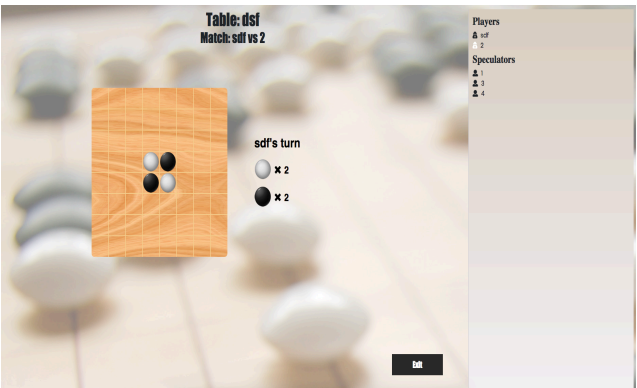 Table: dsf
Match: sdf vs 2
sdf's turn
× 2
× 2
Exit
Players
sdf
2
Speculators
1
3
4